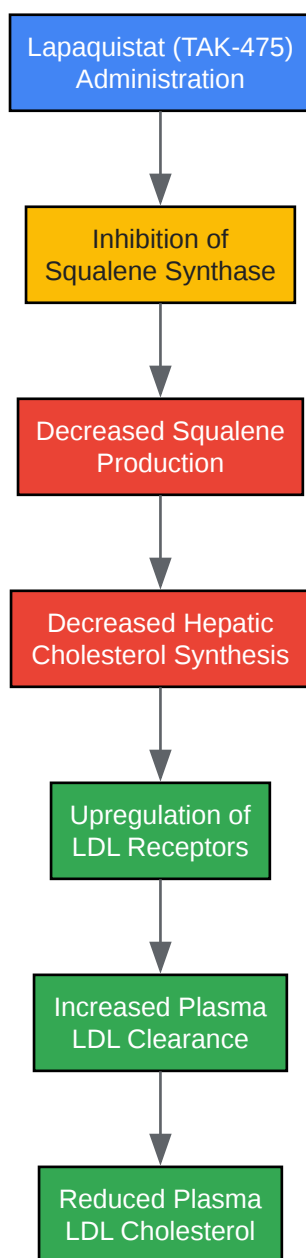 Lapaquistat (TAK-475)
Administration
Inhibition of
Squalene Synthase
Decreased Squalene
Production
Decreased Hepatic
Cholesterol Synthesis
Upregulation of
LDL Receptors
Increased Plasma
LDL Clearance
Reduced Plasma
LDL Cholesterol